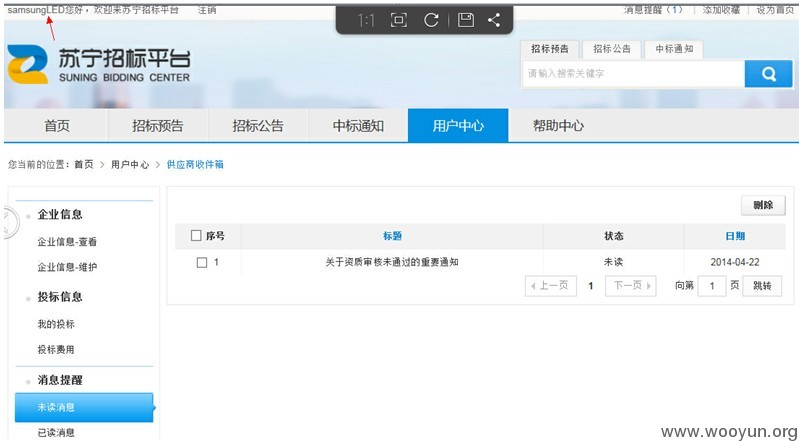 samsungLED您好，欢迎来苏宁招标平台 注销
1:1
消息提醒（1） | 添加收藏 | 设为首页
苏宁招标平台
SUNING BIDDING CENTER
招标预告 招标公告 中标通知
请输入搜索关键字
首页 招标预告 招标公告 中标通知 用户中心 帮助中心
您当前的位置：首页 > 用户中心 > 供应商收件箱
企业信息
企业信息-查看
企业信息-维护
投标信息
我的投标
投标费用
消息提醒
未读消息
已读消息
删除
序号 标题 状态 日期
1 关于资质审核未通过的重要通知 未读 2014-04-22
上一页 1 下一页 向第 1 页 跳转
www.wooyun.org